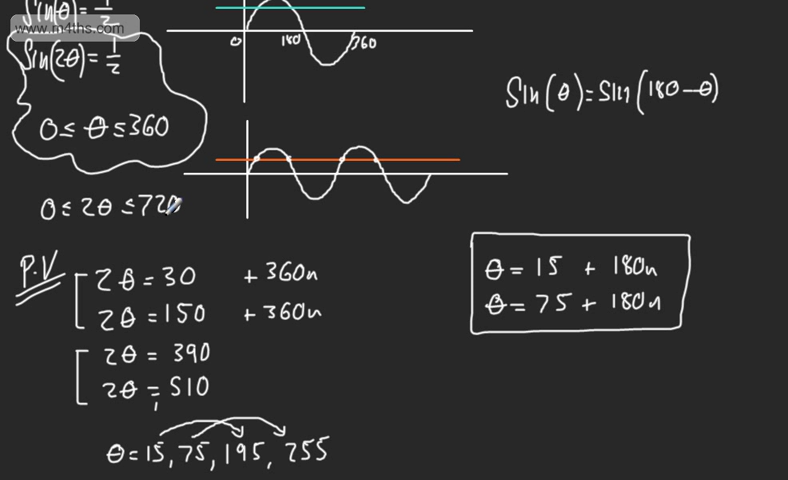 Sin(θ) = 1/2
www.m4ths.com
Sin(2θ) = 1/2
0 ≤ θ ≤ 360
0 ≤ 2θ ≤ 720
0 180 360
Sin(θ) = Sin(180 - θ)
P.V
2θ = 30 + 360n
2θ = 150 + 360n
2θ = 390
2θ = 510
θ = 15, 75, 195, 255
θ = 15 + 180n
θ = 75 + 180n